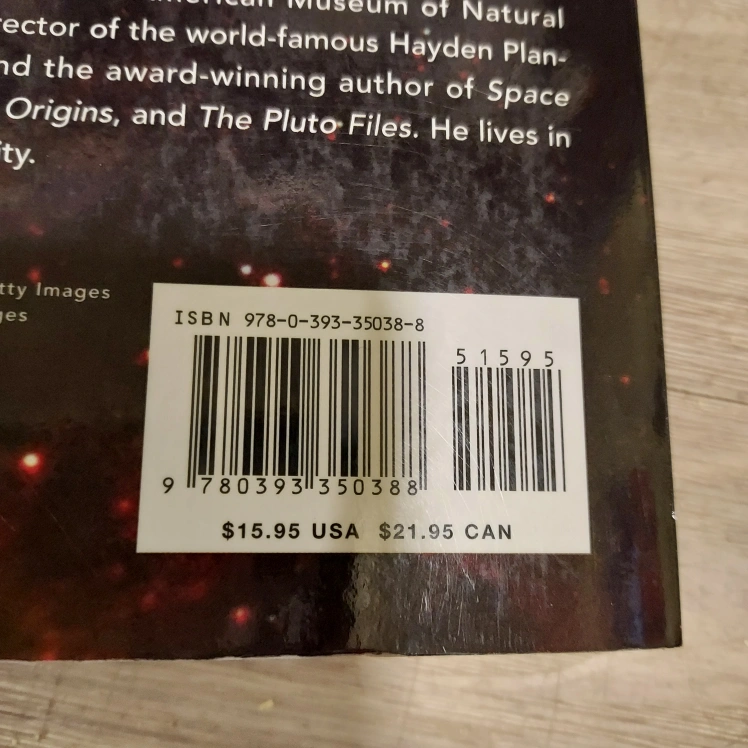 American Museum of Natural
rector of the world-famous Hayden Plan-
nd the award-winning author of Space
Origins, and The Pluto Files. He lives in
ity.
tty Images
ges
ISBN 978-0-393-35038-8
51595
9 780393 350388
$15.95 USA $21.95 CAN